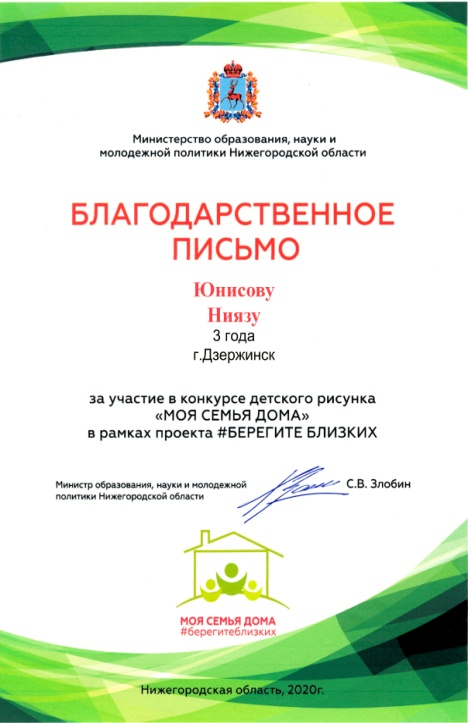 Министерство образования, науки и
молодежной политики Нижегородской области
БЛАГОДАРСТВЕННОЕ
ПИСЬМО
Юнисову
Ниязу
3 года
г.Дзержинск
за участие в конкурсе детского рисунка
«МОЯ СЕМЬЯ ДОМА»
в рамках проекта #БЕРЕГИТЕ БЛИЗКИХ
Министр образования, науки и молодежной
политики Нижегородской области
С.В. Злобин
МОЯ СЕМЬЯ ДОМА
#берегитеблизких
Нижегородская область, 2020г.